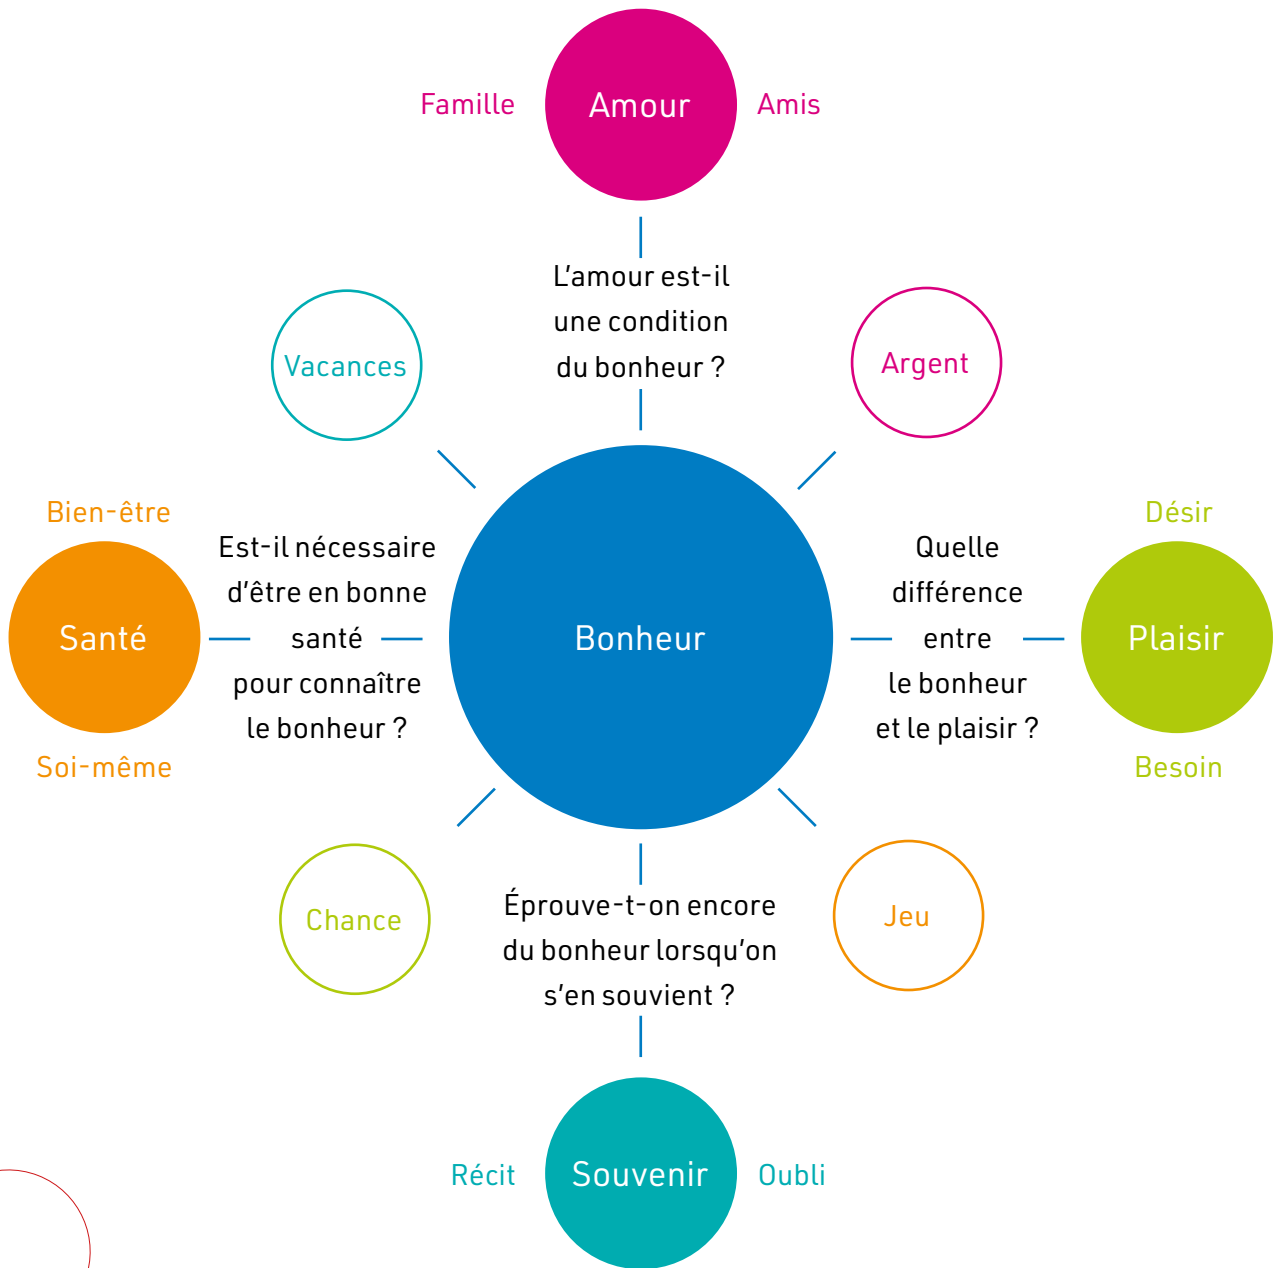 Famille
Amour
Amis
L'amour est-il
une condition
du bonheur ?
Vacances
Argent
Bien-être
Santé
Soi-même
Est-il nécessaire
d'être en bonne
santé
pour connaître
le bonheur ?
Bonheur
Quelle
différence
entre
le bonheur
et le plaisir ?
Désir
Plaisir
Besoin
Chance
Éprouve-t-on encore
du bonheur lorsqu'on
s'en souvient ?
Jeu
Récit
Souvenir
Oubli